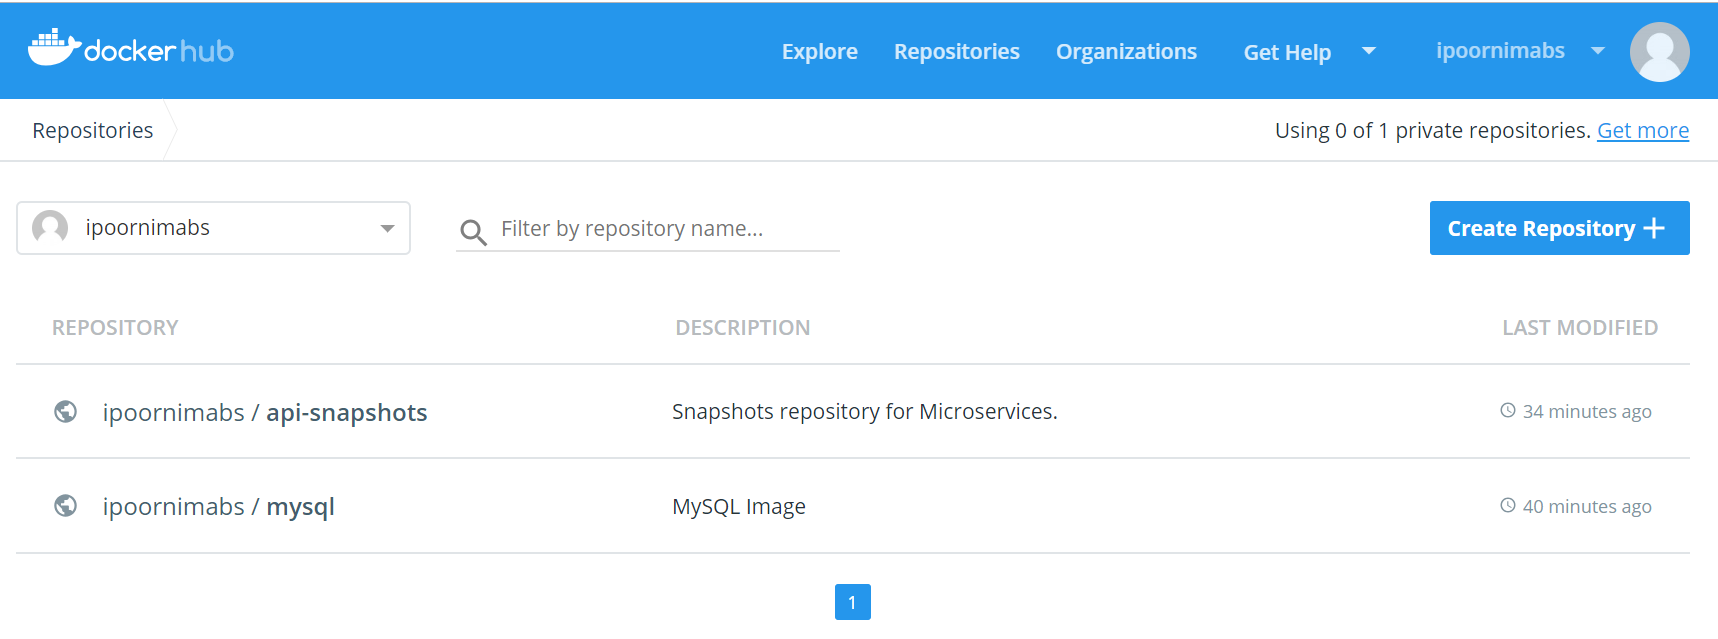 dockerhub Explore Repositories Organizations Get Help ipoornimabs
Repositories Using 0 of 1 private repositories. Get more
ipoornimabs Filter by repository name... Create Repository +
REPOSITORY DESCRIPTION LAST MODIFIED
ipoornimabs / api-snapshots Snapshots repository for Microservices. 34 minutes ago
ipoornimabs / mysql MySQL Image 40 minutes ago
1